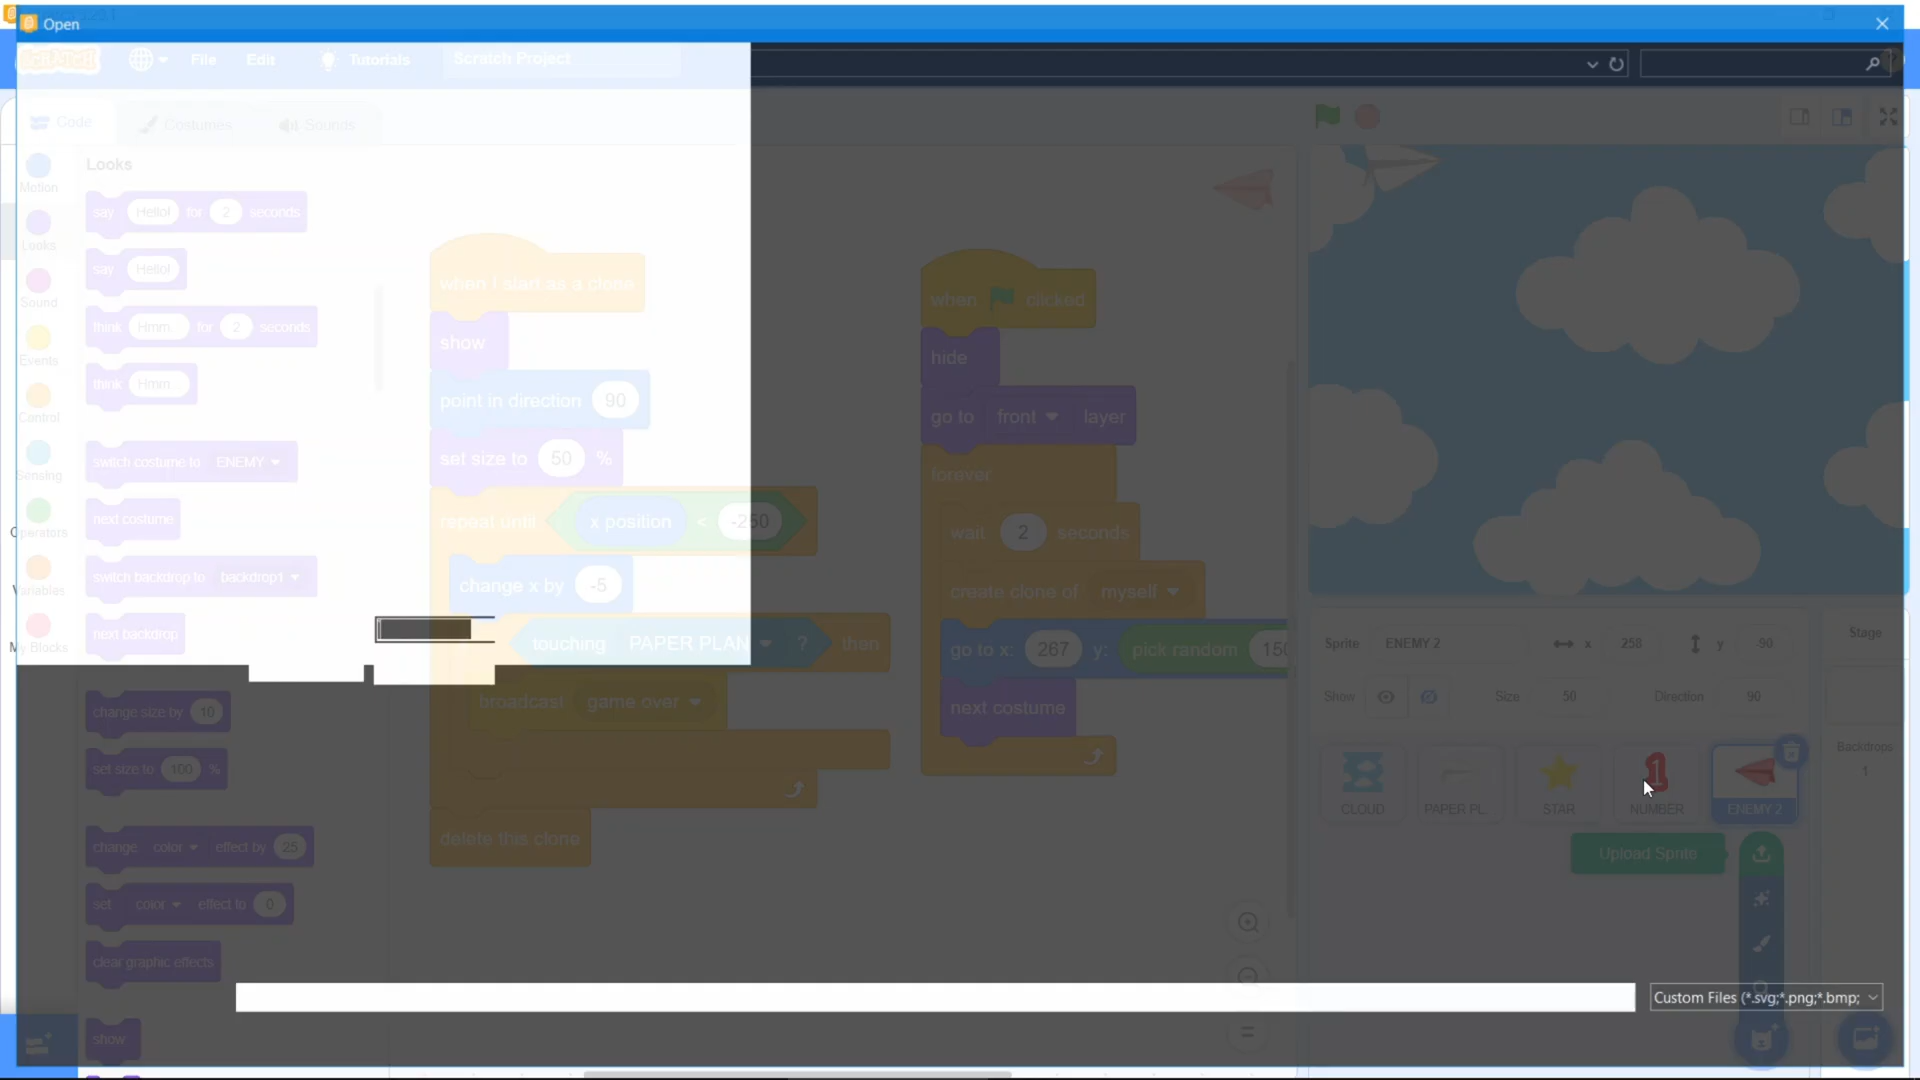 Open
SCRATCH
File
Edit
Tutorials
Scratch Project
Code
Costumes
Sounds
Motion
Looks
Sound
Events
Control
Sensing
Operators
Variables
My Blocks
Looks
say Hello! for 2 seconds
say Hello!
think Hmm... for 2 seconds
think Hmm...
switch costume to ENEMY
next costume
switch backdrop to backdrop1
next backdrop
change size by 10
set size to 100 %
change color effect by 25
set color effect to 0
clear graphic effects
show
when I start as a clone
show
point in direction 90
set size to 50 %
repeat until x position < -250
change x by -5
touching PAPER PLAN ? then
broadcast game over
delete this clone
when clicked
hide
go to front layer
forever
wait 2 seconds
create clone of myself
go to x: 267 y: pick random 150
next costume
Sprite ENEMY 2 x 258 y -90
Show Size 50 Direction 90
CLOUD
PAPER PL...
STAR
1
NUMBER
ENEMY 2
Upload Sprite
Stage
Backdrops
1
Custom Files (*.svg;*.png;*.bmp;